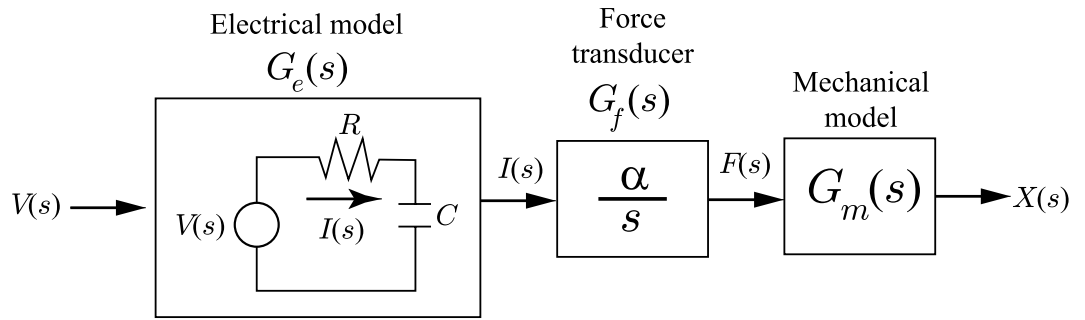 Electrical model
G_e(s)
Force
transducer
G_f(s)
Mechanical
model
V(s)
R
V(s)
I(s)
C
I(s)
α
s
F(s)
G_m(s)
X(s)